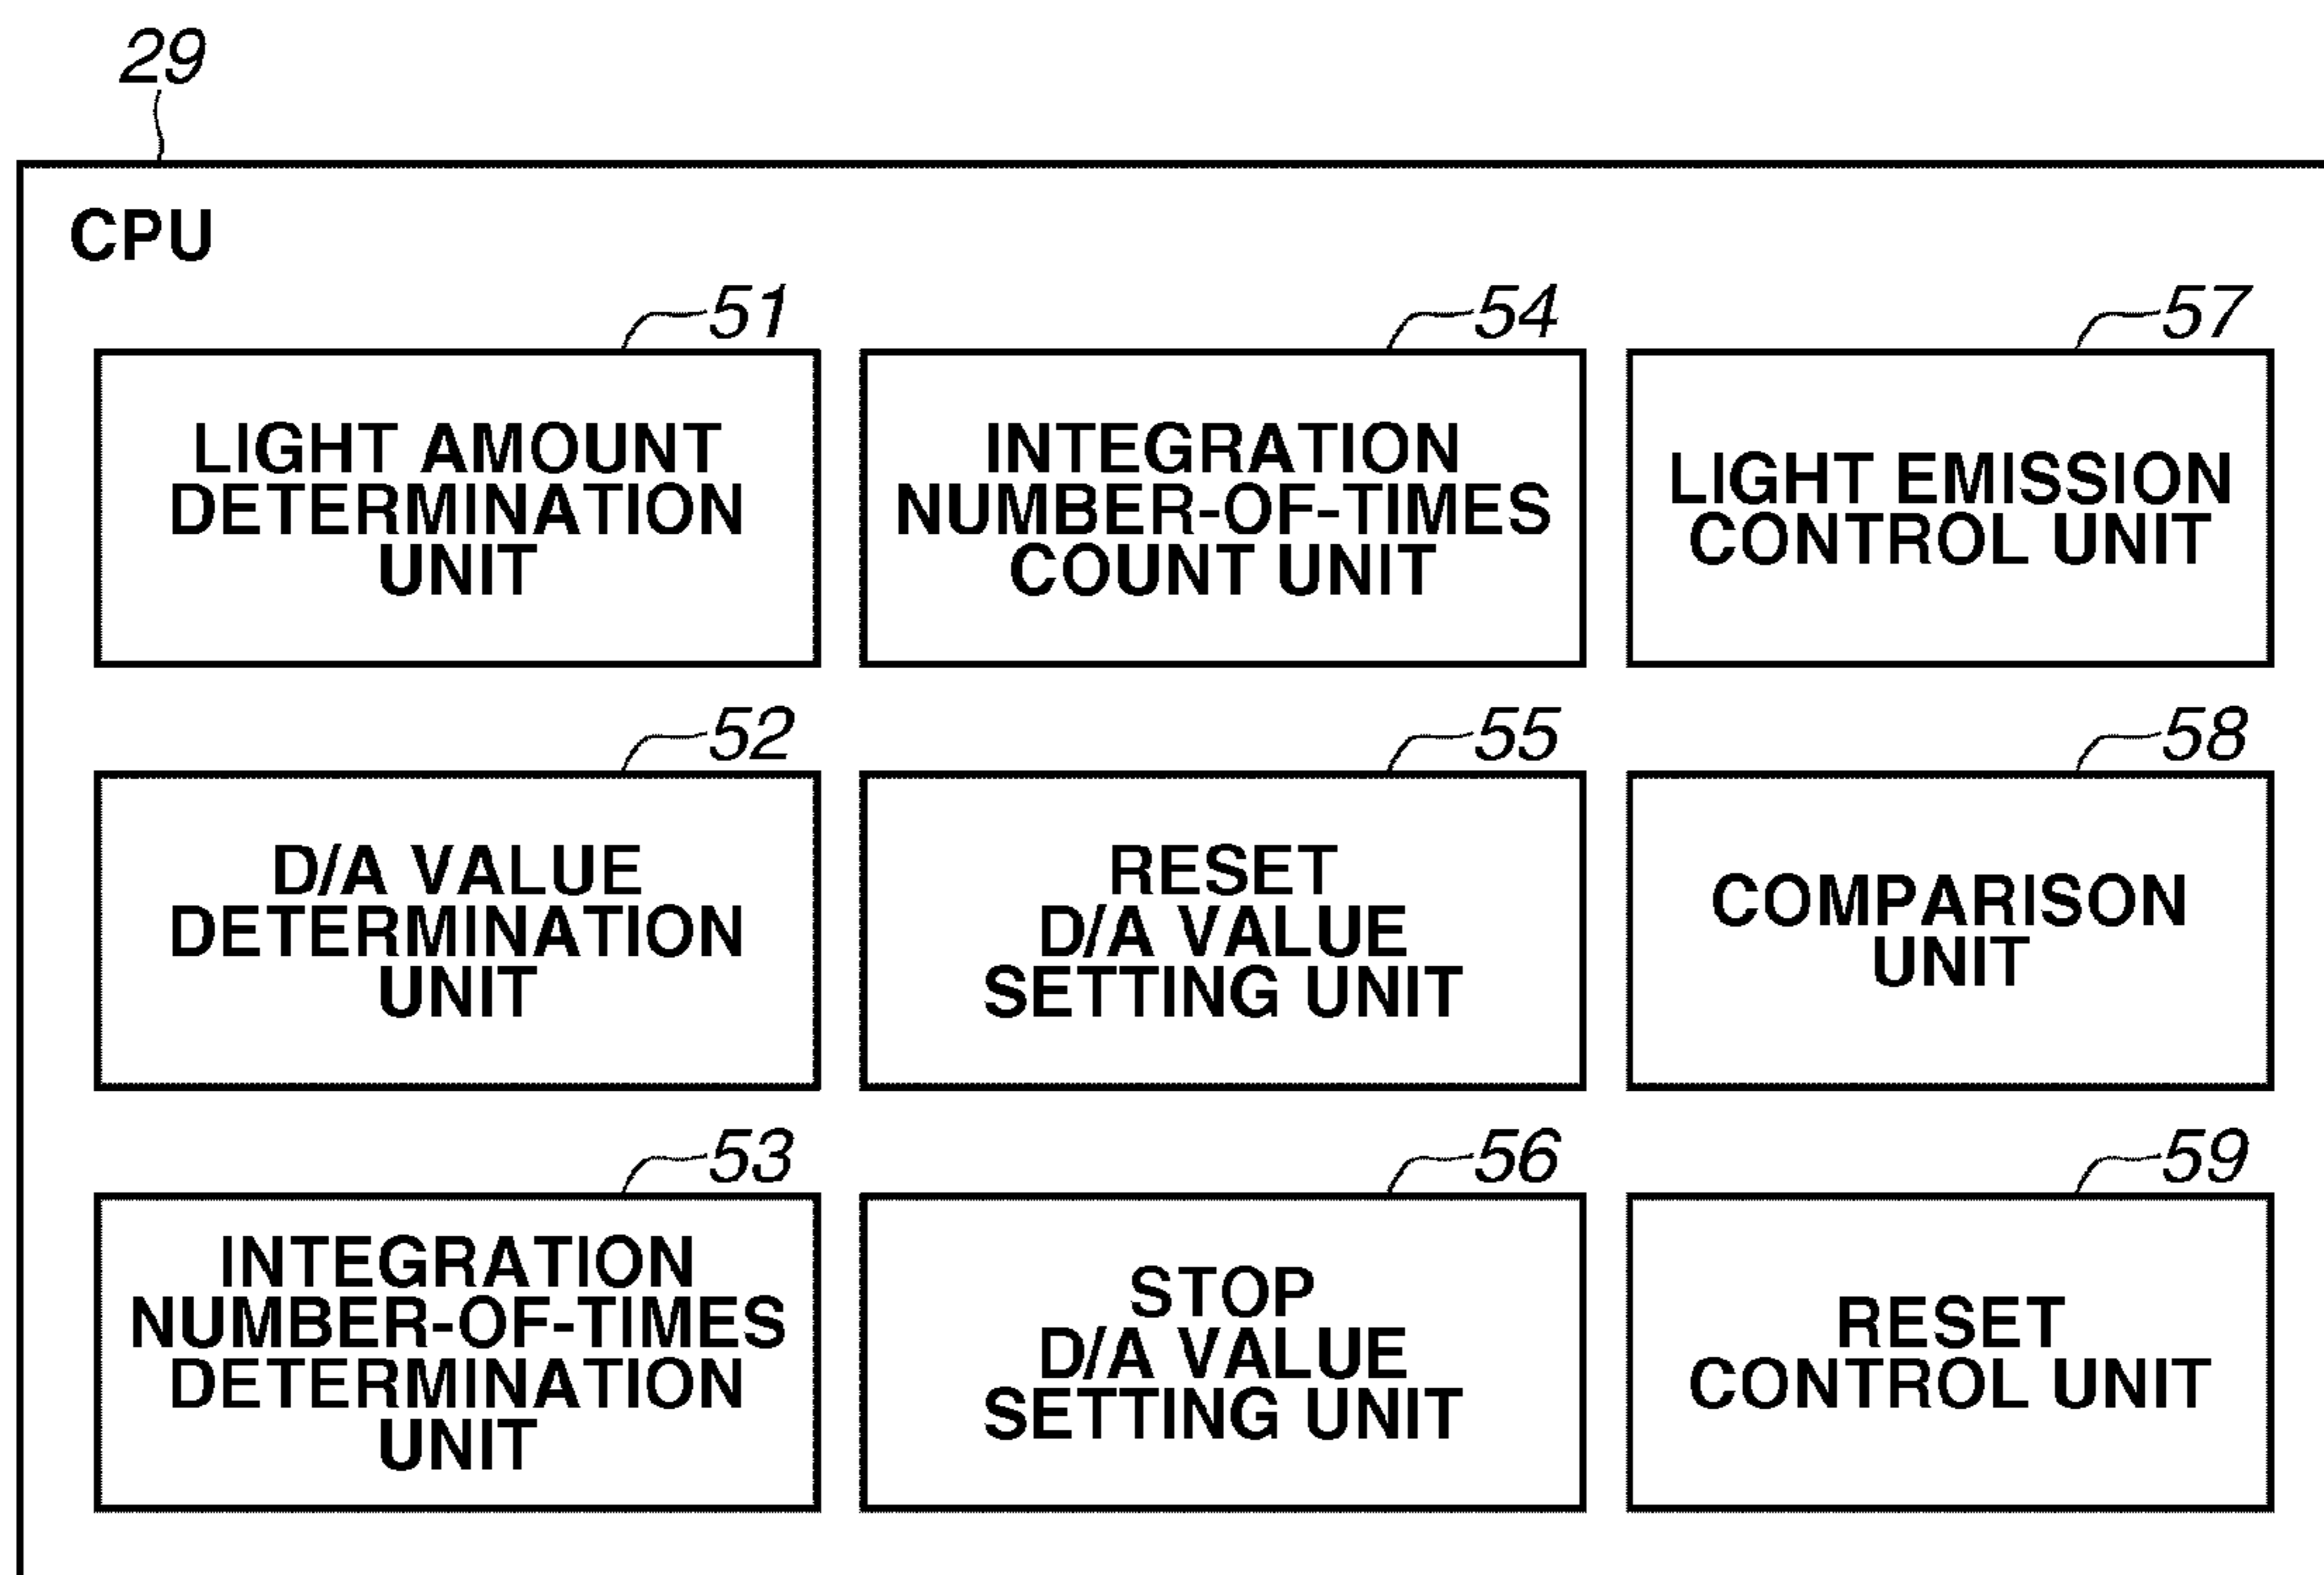 29
CPU
51
LIGHT AMOUNT
DETERMINATION
UNIT
54
INTEGRATION
NUMBER-OF-TIMES
COUNT UNIT
57
LIGHT EMISSION
CONTROL UNIT
52
D/A VALUE
DETERMINATION
UNIT
55
RESET
D/A VALUE
SETTING UNIT
58
COMPARISON
UNIT
53
INTEGRATION
NUMBER-OF-TIMES
DETERMINATION
UNIT
56
STOP
D/A VALUE
SETTING UNIT
59
RESET
CONTROL UNIT